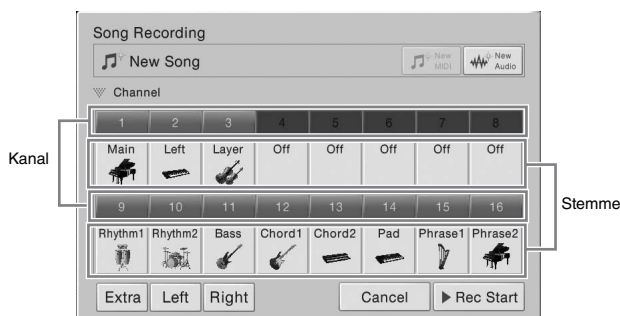 Song Recording
New Song
New MIDI
New Audio
Channel
1 2 3 4 5 6 7 8
Main Left Layer Off Off Off Off Off
Kanal
9 10 11 12 13 14 15 16
Stemme
Rhythm1 Rhythm2 Bass Chord1 Chord2 Pad Phrase1 Phrase2
Extra Left Right Cancel Rec Start